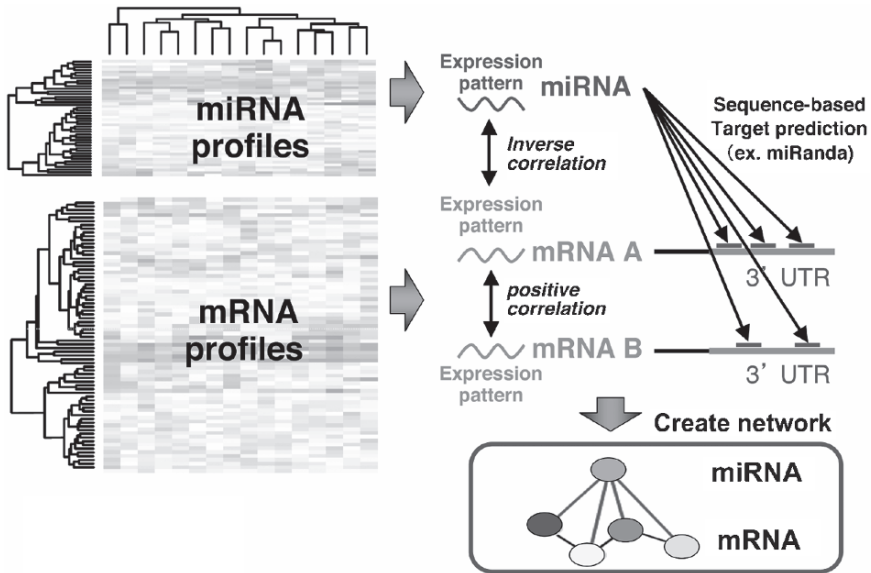 miRNA
profiles
mRNA
profiles
Expression
pattern
miRNA
Inverse
correlation
Sequence-based
Target prediction
(ex. miRanda)
Expression
pattern
mRNA A
3' UTR
positive
correlation
mRNA B
3' UTR
Expression
pattern
Create network
miRNA
mRNA